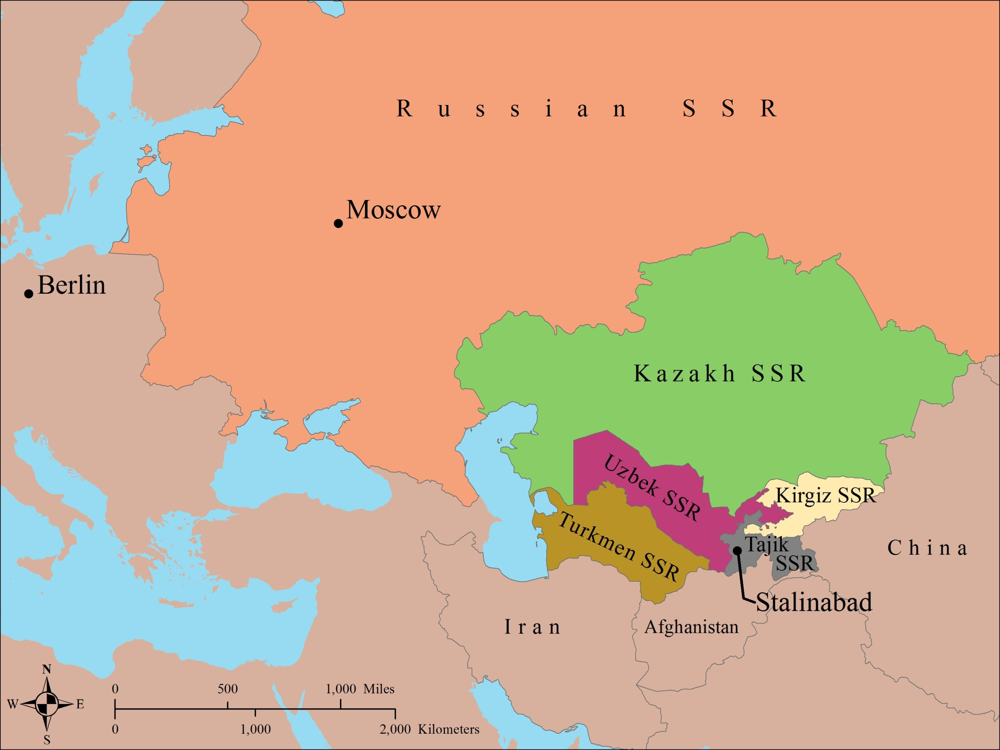 Russian SSR
Moscow
Berlin
Kazakh SSR
Uzbek SSR
Kirgiz SSR
Turkmen SSR
Tajik
SSR
China
Stalinabad
Iran
Afghanistan
N
W E
S
0 500 1,000 Miles
0 1,000 2,000 Kilometers